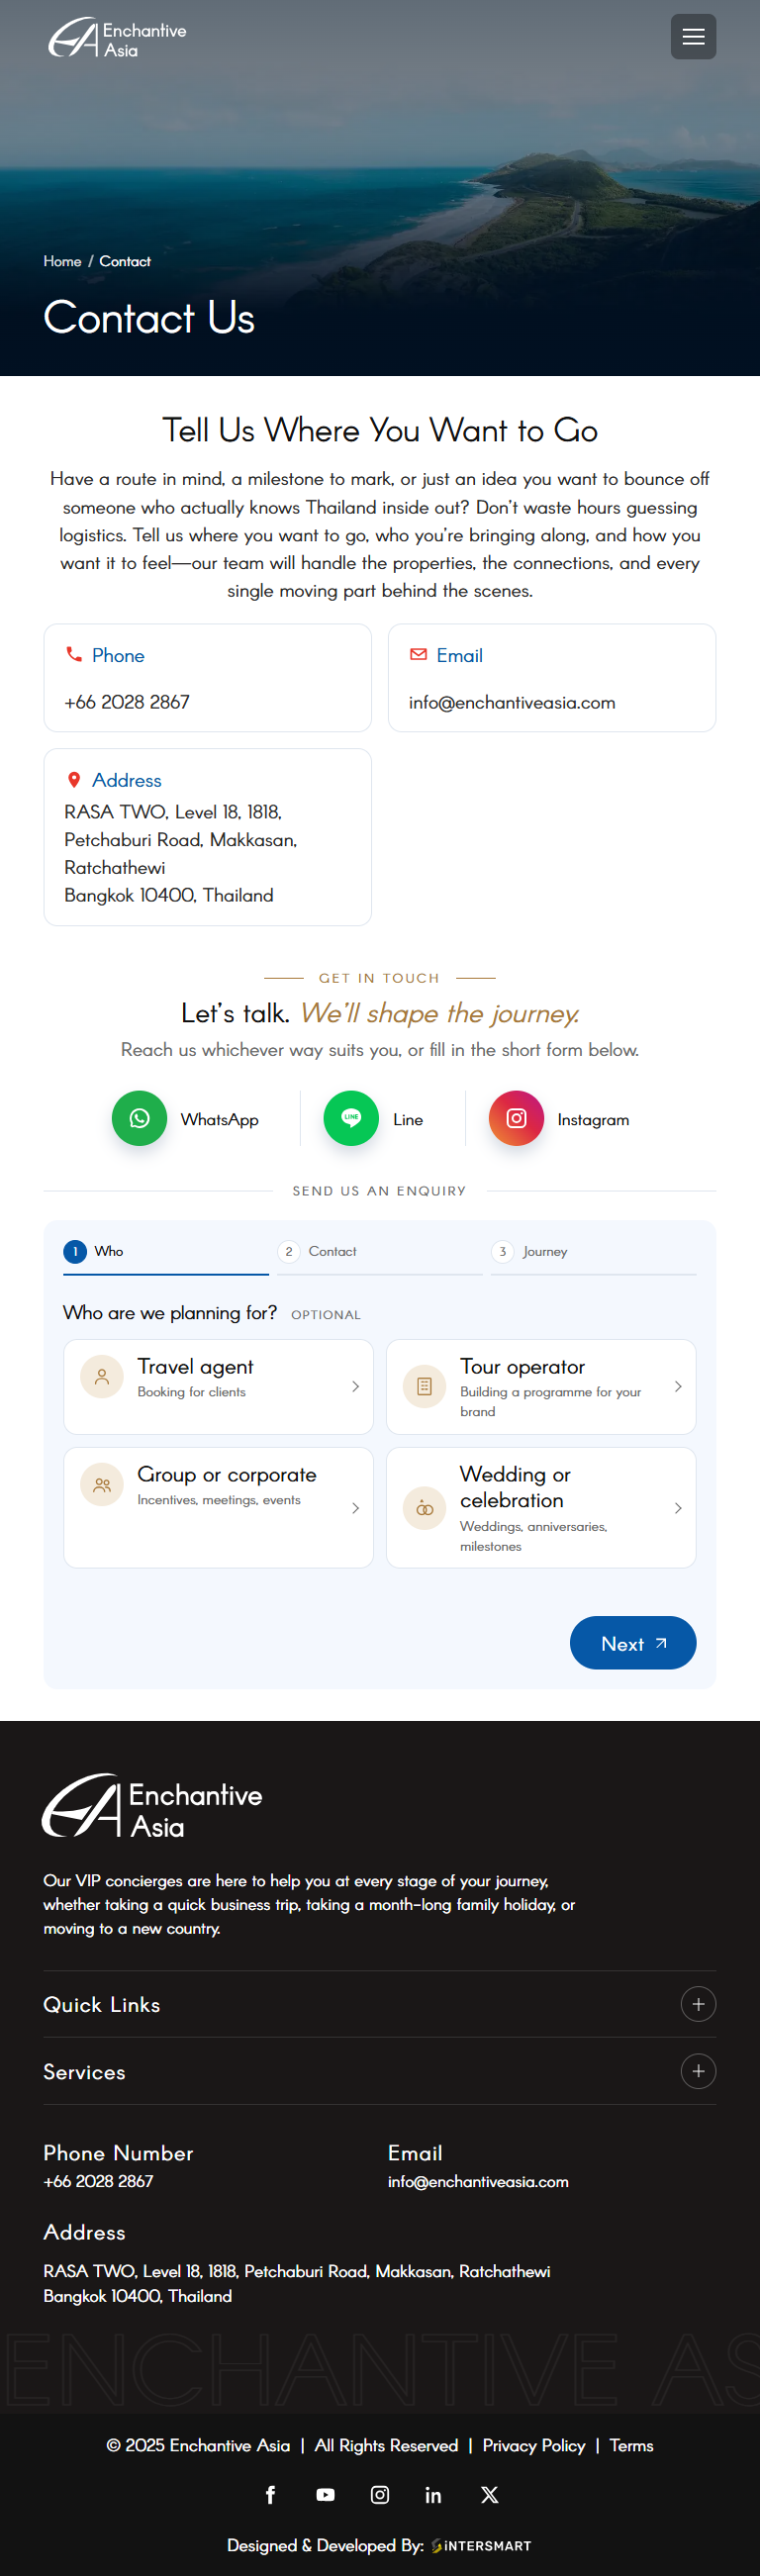 Enchantive
Asia
Home / Contact
Contact Us
Tell Us Where You Want to Go
Have a route in mind, a milestone to mark, or just an idea you want to bounce off
someone who actually knows Thailand inside out? Don't waste hours guessing
logistics. Tell us where you want to go, who you're bringing along, and how you
want it to feel—our team will handle the properties, the connections, and every
single moving part behind the scenes.
Phone
+66 2028 2867
Email
info@enchantiveasia.com
Address
RASA TWO, Level 18, 1818,
Petchaburi Road, Makkasan,
Ratchathewi
Bangkok 10400, Thailand
GET IN TOUCH
Let's talk. We'll shape the journey.
Reach us whichever way suits you, or fill in the short form below.
WhatsApp
LINE
Line
Instagram
SEND US AN ENQUIRY
1 Who
2 Contact
3 Journey
Who are we planning for? OPTIONAL
Travel agent
Booking for clients
Tour operator
Building a programme for your
brand
Group or corporate
Incentives, meetings, events
Wedding or
celebration
Weddings, anniversaries,
milestones
Next
Enchantive
Asia
Our VIP concierges are here to help you at every stage of your journey,
whether taking a quick business trip, taking a month-long family holiday, or
moving to a new country.
Quick Links
Services
Phone Number
+66 2028 2867
Email
info@enchantiveasia.com
Address
RASA TWO, Level 18, 1818, Petchaburi Road, Makkasan, Ratchathewi
Bangkok 10400, Thailand
ENCHANTIVE AS
© 2025 Enchantive Asia | All Rights Reserved | Privacy Policy | Terms
Designed & Developed By: INTERSMART